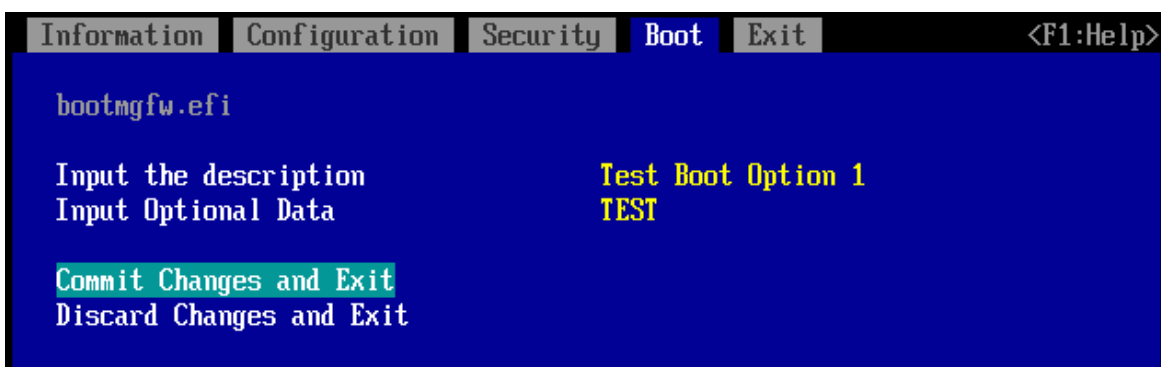 Information Configuration Security Boot Exit <F1:Help>
bootmgfw.efi
Input the description Test Boot Option 1
Input Optional Data TEST
Commit Changes and Exit
Discard Changes and Exit